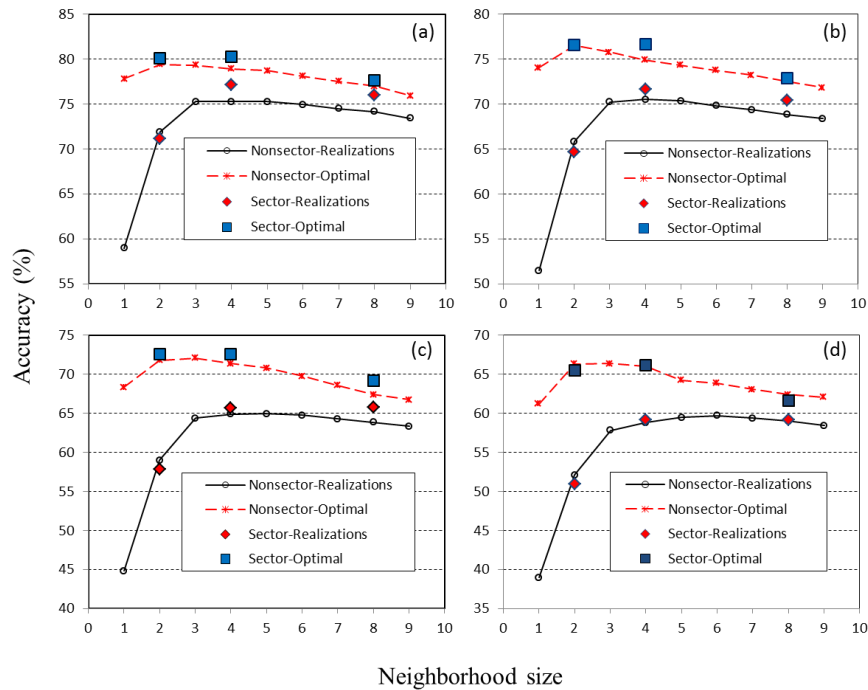 85
80
75
70
65
60
55
0 1 2 3 4 5 6 7 8 9 10
(a)
Nonsector-Realizations
Nonsector-Optimal
Sector-Realizations
Sector-Optimal
80
75
70
65
60
55
50
0 1 2 3 4 5 6 7 8 9 10
(b)
Nonsector-Realizations
Nonsector-Optimal
Sector-Realizations
Sector-Optimal
Accuracy (%)
75
70
65
60
55
50
45
40
0 1 2 3 4 5 6 7 8 9 10
(c)
Nonsector-Realizations
Nonsector-Optimal
Sector-Realizations
Sector-Optimal
70
65
60
55
50
45
40
35
0 1 2 3 4 5 6 7 8 9 10
(d)
Nonsector-Realizations
Nonsector-Optimal
Sector-Realizations
Sector-Optimal
Neighborhood size